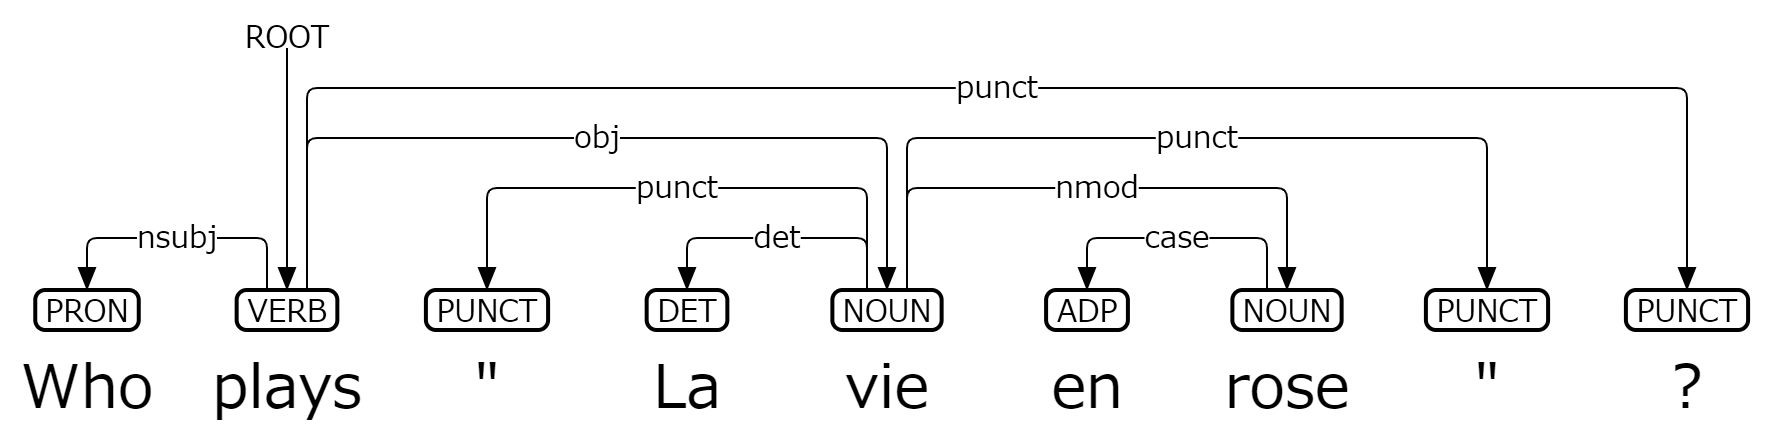 ROOT
punct
obj punct
punct nmod
nsubj det case
PRON VERB PUNCT DET NOUN ADP NOUN PUNCT PUNCT
Who plays " La vie en rose " ?